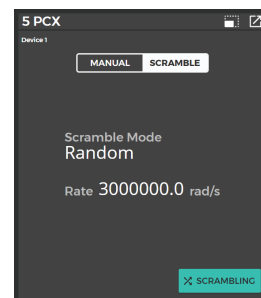 5 PCX
Device 1
MANUAL SCRAMBLE
Scramble Mode
Random
Rate 3000000.0 rad/s
SCRAMBLING